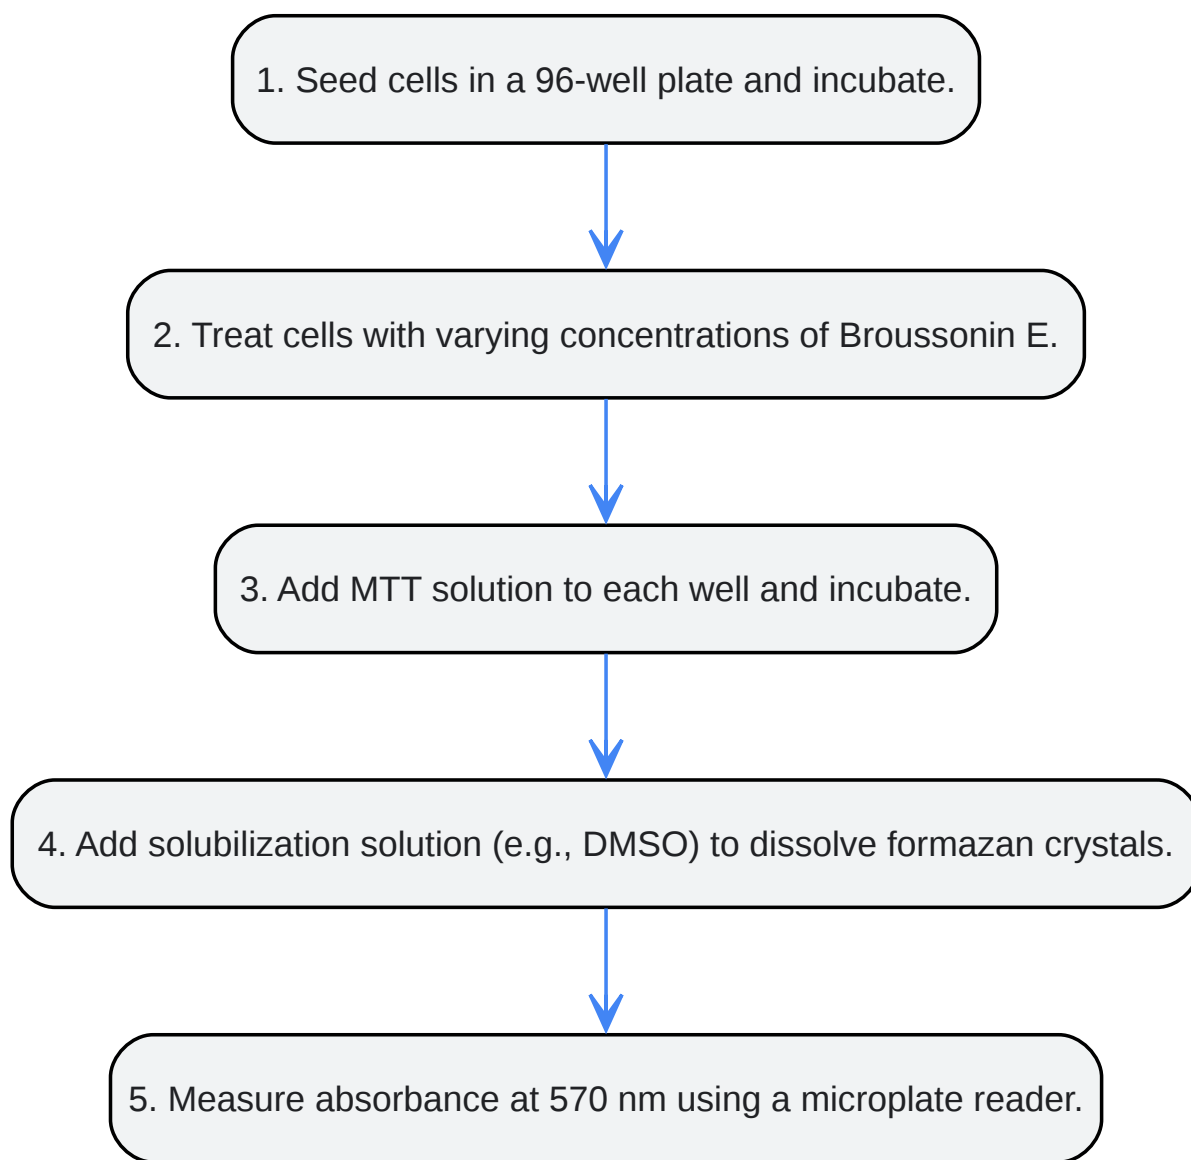 1. Seed cells in a 96-well plate and incubate.
2. Treat cells with varying concentrations of Broussonin E.
3. Add MTT solution to each well and incubate.
4. Add solubilization solution (e.g., DMSO) to dissolve formazan crystals.
5. Measure absorbance at 570 nm using a microplate reader.